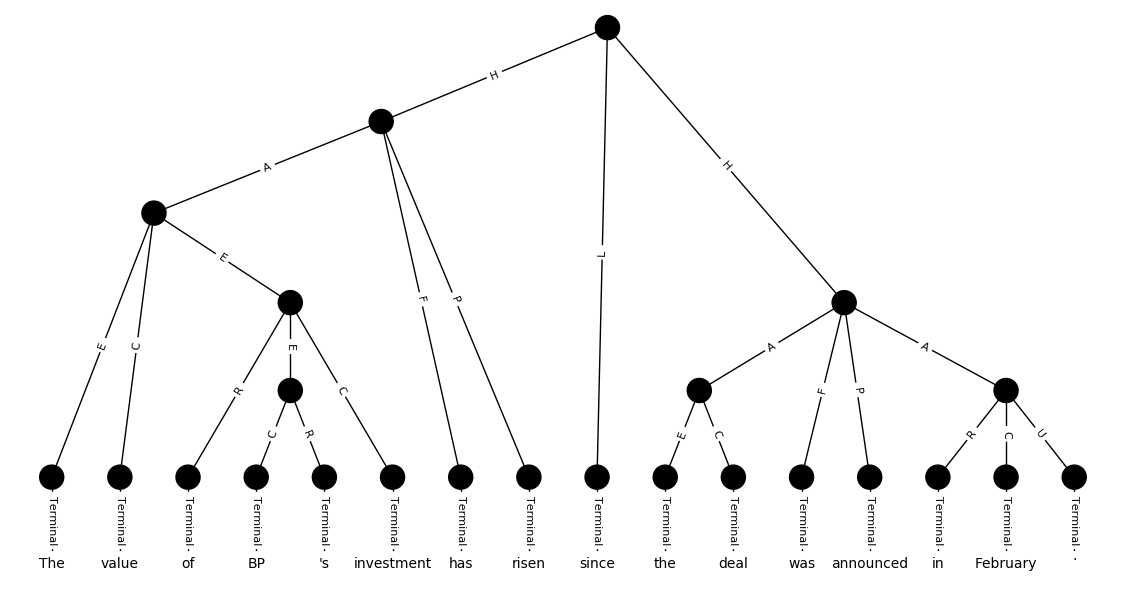 H
A
H
E
L
F P
E C
E
A A
R C
F P
C R
E C
R C U
Terminal. Terminal. Terminal. Terminal. Terminal. Terminal. Terminal. Terminal. Terminal. Terminal. Terminal. Terminal. Terminal. Terminal. Terminal. Terminal.
The value of BP 's investment has risen since the deal was announced in February .